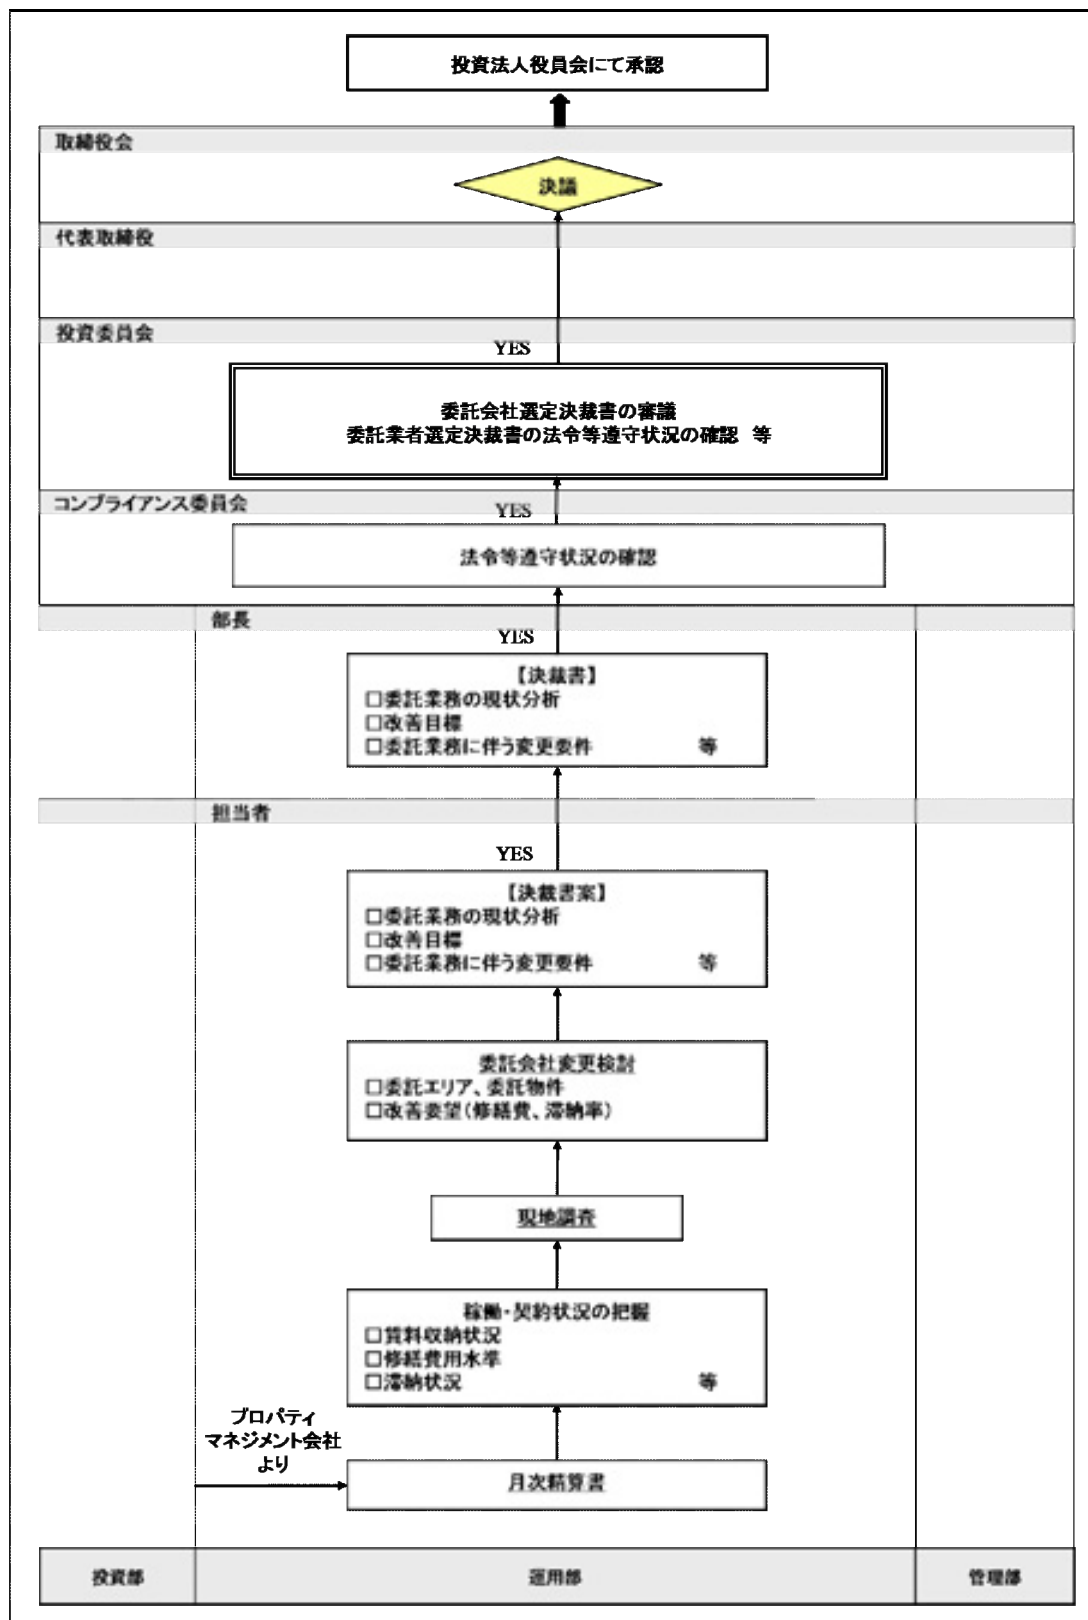 投資法人役員会にて承認
取締役会
決議
代表取締役
投資委員会
YES
委託会社選定決裁書の審議
委託業者選定決裁書の法令等遵守状況の確認 等
コンプライアンス委員会
YES
法令等遵守状況の確認
部長
YES
【決裁書】
□委託業務の現状分析
□改善目標
□委託業務に伴う変更要件 等
担当者
YES
【決裁書案】
□委託業務の現状分析
□改善目標
□委託業務に伴う変更要件 等
委託会社変更検討
□委託エリア、委託物件
□改善要望(修繕費、滞納率)
現地調査
稼働・契約状況の把握
□賃料収納状況
□修繕費用水準
□滞納状況 等
プロパティ
マネジメント会社
より
月次精算書
投資部 運用部 管理部